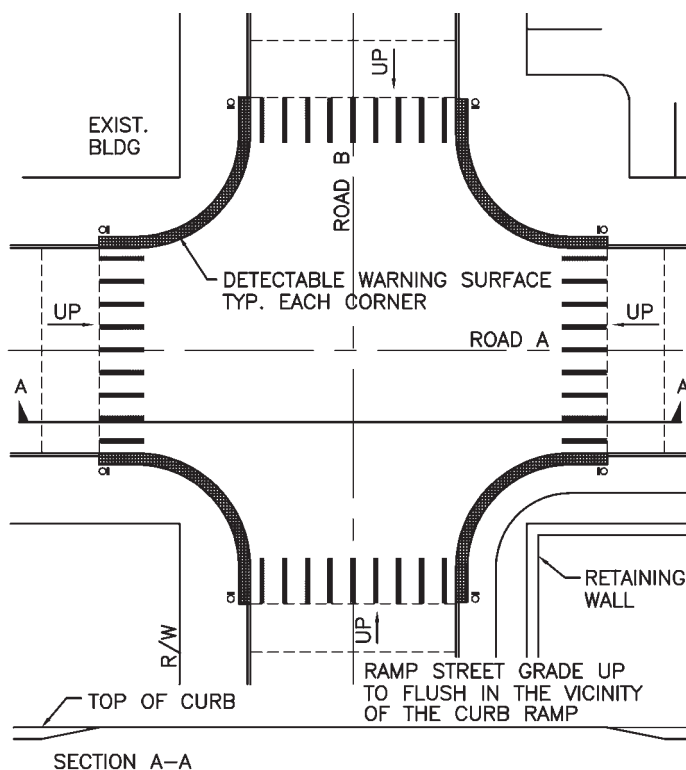 UP
EXIST.
BLDG
ROAD B
DETECTABLE WARNING SURFACE
TYP. EACH CORNER
UP
UP
ROAD A
A
A
RETAINING
WALL
UP
R/W
RAMP STREET GRADE UP
TO FLUSH IN THE VICINITY
OF THE CURB RAMP
TOP OF CURB
SECTION A–A